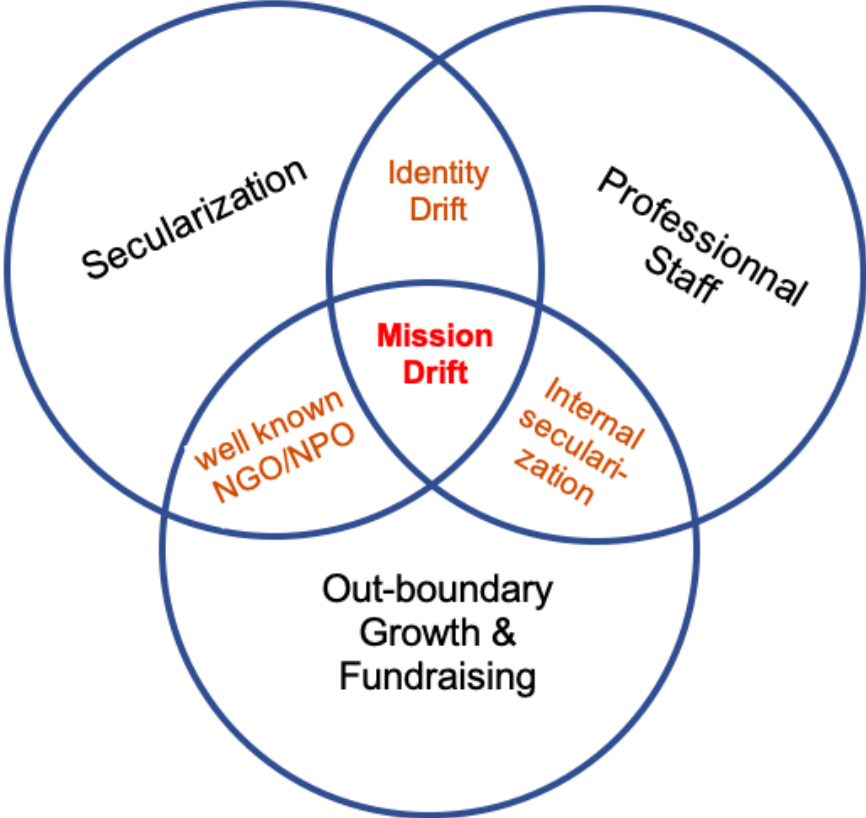 Secularization
Identity
Drift
Professionnal
Staff
Mission
Drift
well known
NGO/NPO
Internal
seculari-
zation
Out-boundary
Growth &
Fundraising